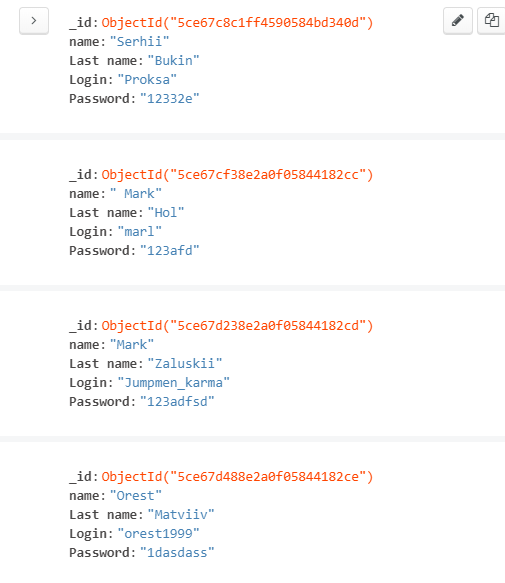 _id: ObjectId("5ce67c8c1ff4590584bd340d")
name: "Serhii"
Last name: "Bukin"
Login: "Proksa"
Password: "12332e"
_id: ObjectId("5ce67cf38e2a0f05844182cc")
name: " Mark"
Last name: "Hol"
Login: "marl"
Password: "123afd"
_id: ObjectId("5ce67d238e2a0f05844182cd")
name: "Mark"
Last name: "Zaluskii"
Login: "Jumpmen_karma"
Password: "123adfsd"
_id: ObjectId("5ce67d488e2a0f05844182ce")
name: "Orest"
Last name: "Matviiv"
Login: "orest1999"
Password: "1dasdass"